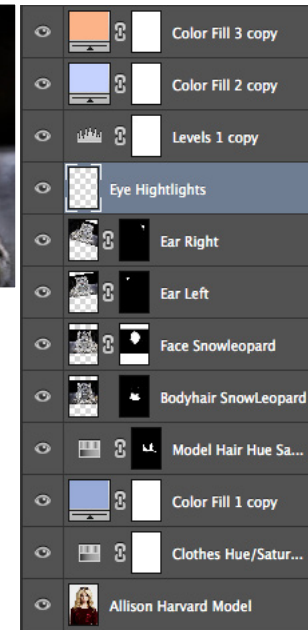 Color Fill 3 copy
Color Fill 2 copy
Levels 1 copy
Eye Hightlights
Ear Right
Ear Left
Face Snowleopard
Bodyhair SnowLeopard
Model Hair Hue Sa...
Color Fill 1 copy
Clothes Hue/Satur...
Allison Harvard Model